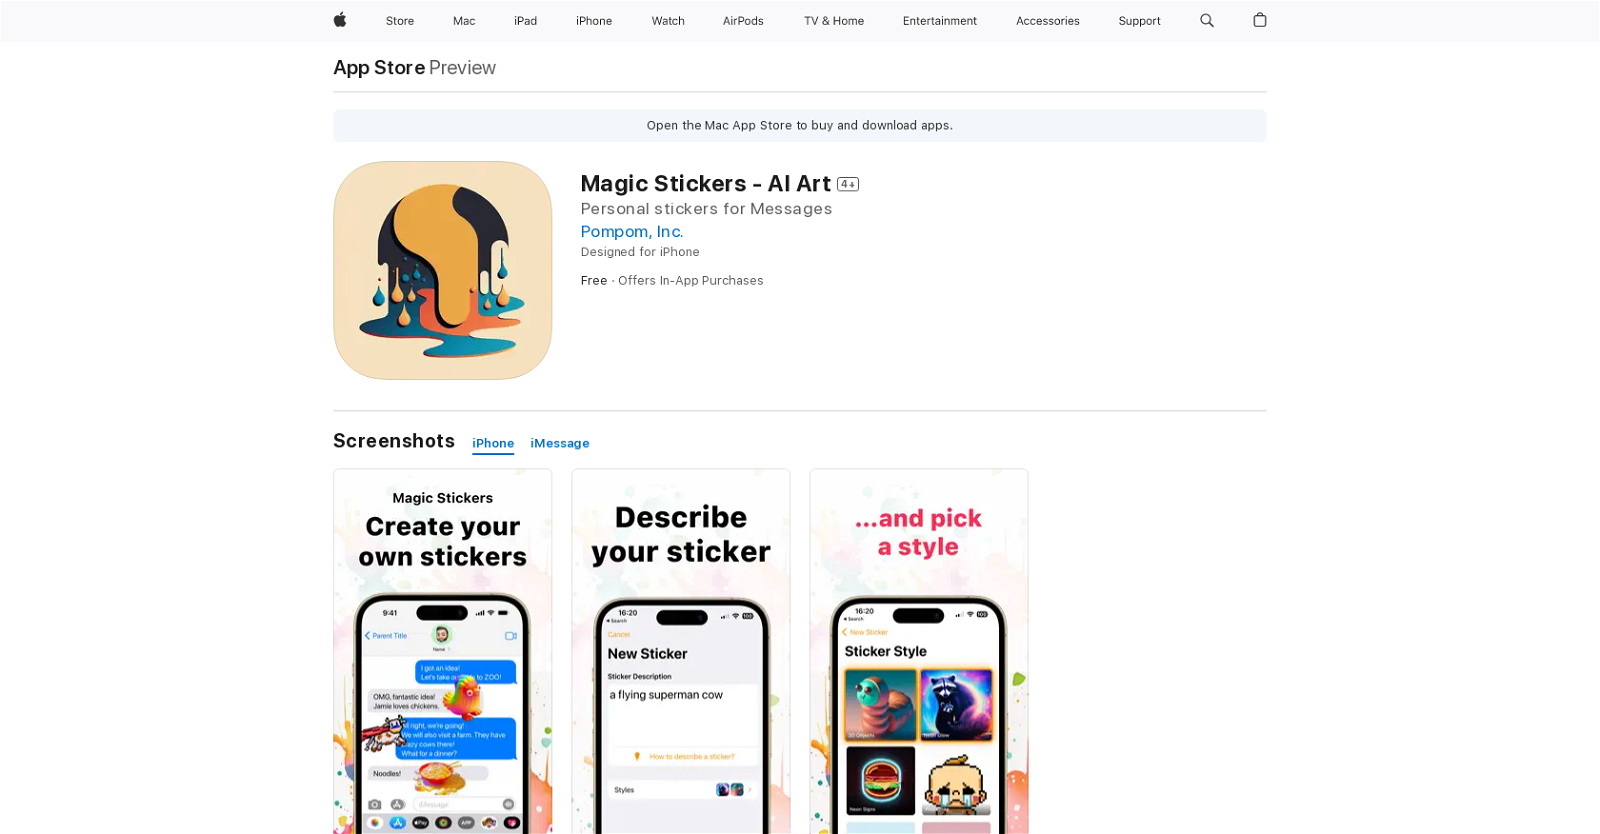 Store Mac iPad iPhone Watch AirPods TV & Home Entertainment Accessories Support
App Store Preview
Open the Mac App Store to buy and download apps.
Magic Stickers - AI Art 4+
Personal stickers for Messages
Pompom, Inc.
Designed for iPhone
Free · Offers In-App Purchases
Screenshots iPhone iMessage
Magic Stickers
Create your
own stickers
9:41
Parent Title
Name
I got an idea!
Let's take to ZOO!
OMG, fantastic idea!
Jamie loves chickens.
right, we're going!
We will also visit a farm. They have
cows there!
What for a dinner?
Noodles!
iMessage
Pay
APP
Describe
your sticker
16:20
Search
100
Cancel
New Sticker
Sticker Description
a flying superman cow
How to describe a sticker?
Styles
...and pick
a style
16:20
Search
100
New Sticker
Sticker Style
3D Objects
Neon Glow
Neon Signs